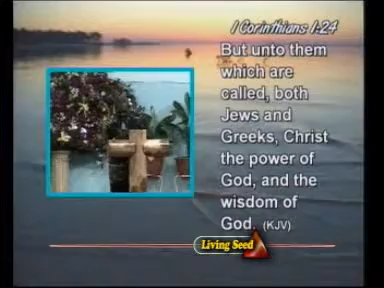 1 Corinthians 1:24
But unto them
which are
called, both
Jews and
Greeks, Christ
the power of
God, and the
wisdom of
God. (KJV)
Living Seed